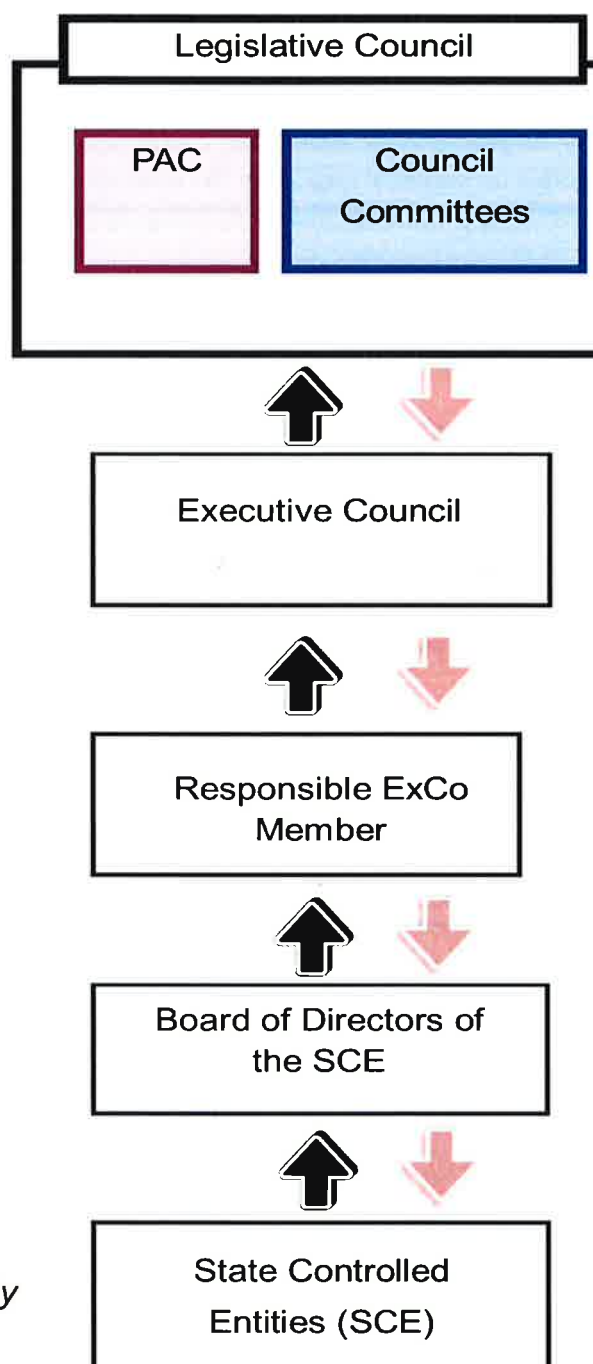 Legislative Council
PAC
Council
Committees
Executive Council
Responsible ExCo
Member
Board of Directors of
the SCE
State Controlled
Entities (SCE)
y